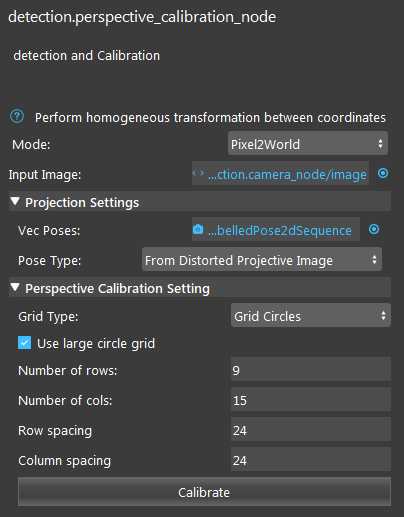 detection.perspective_calibration_node
detection and Calibration
? Perform homogeneous transformation between coordinates
Mode: Pixel2World
Input Image: ‹› ...ction.camera_node/image
Projection Settings
Vec Poses: ...belledPose2dSequence
Pose Type: From Distorted Projective Image
Perspective Calibration Setting
Grid Type: Grid Circles
Use large circle grid
Number of rows: 9
Number of cols: 15
Row spacing 24
Column spacing 24
Calibrate